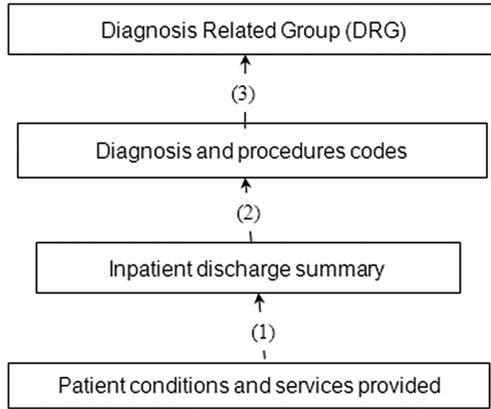 Diagnosis Related Group (DRG)
(3)
Diagnosis and procedures codes
(2)
Inpatient discharge summary
(1)
Patient conditions and services provided